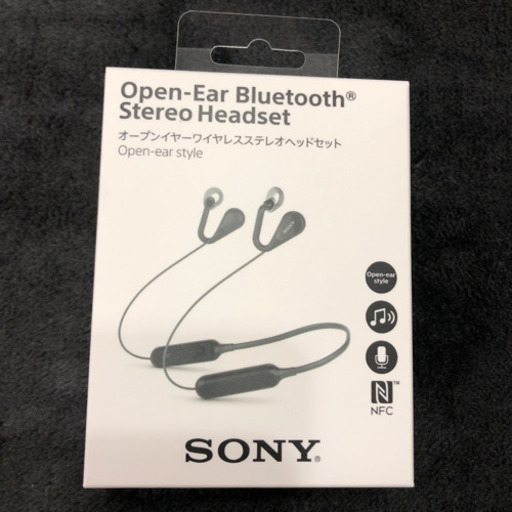 Open-Ear Bluetooth®
Stereo Headset
オープンイヤーワイヤレスステレオヘッドセット
Open-ear style
Open-ear
style
NFC™
SONY®